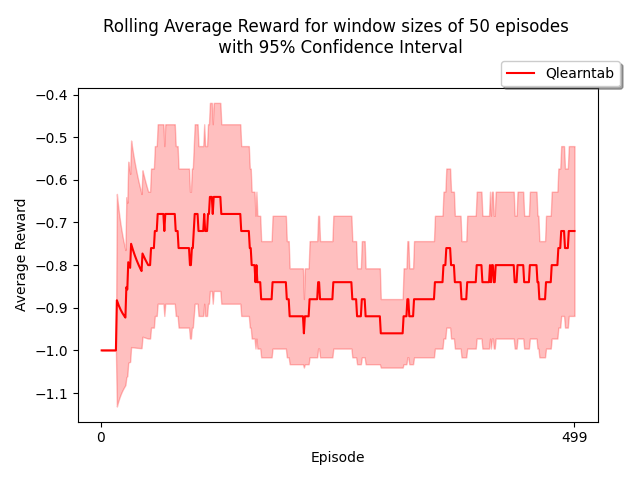 Rolling Average Reward for window sizes of 50 episodes
with 95% Confidence Interval
Qlearntab
−0.4
−0.5
−0.6
−0.7
−0.8
−0.9
−1.0
−1.1
Average Reward
0
499
Episode